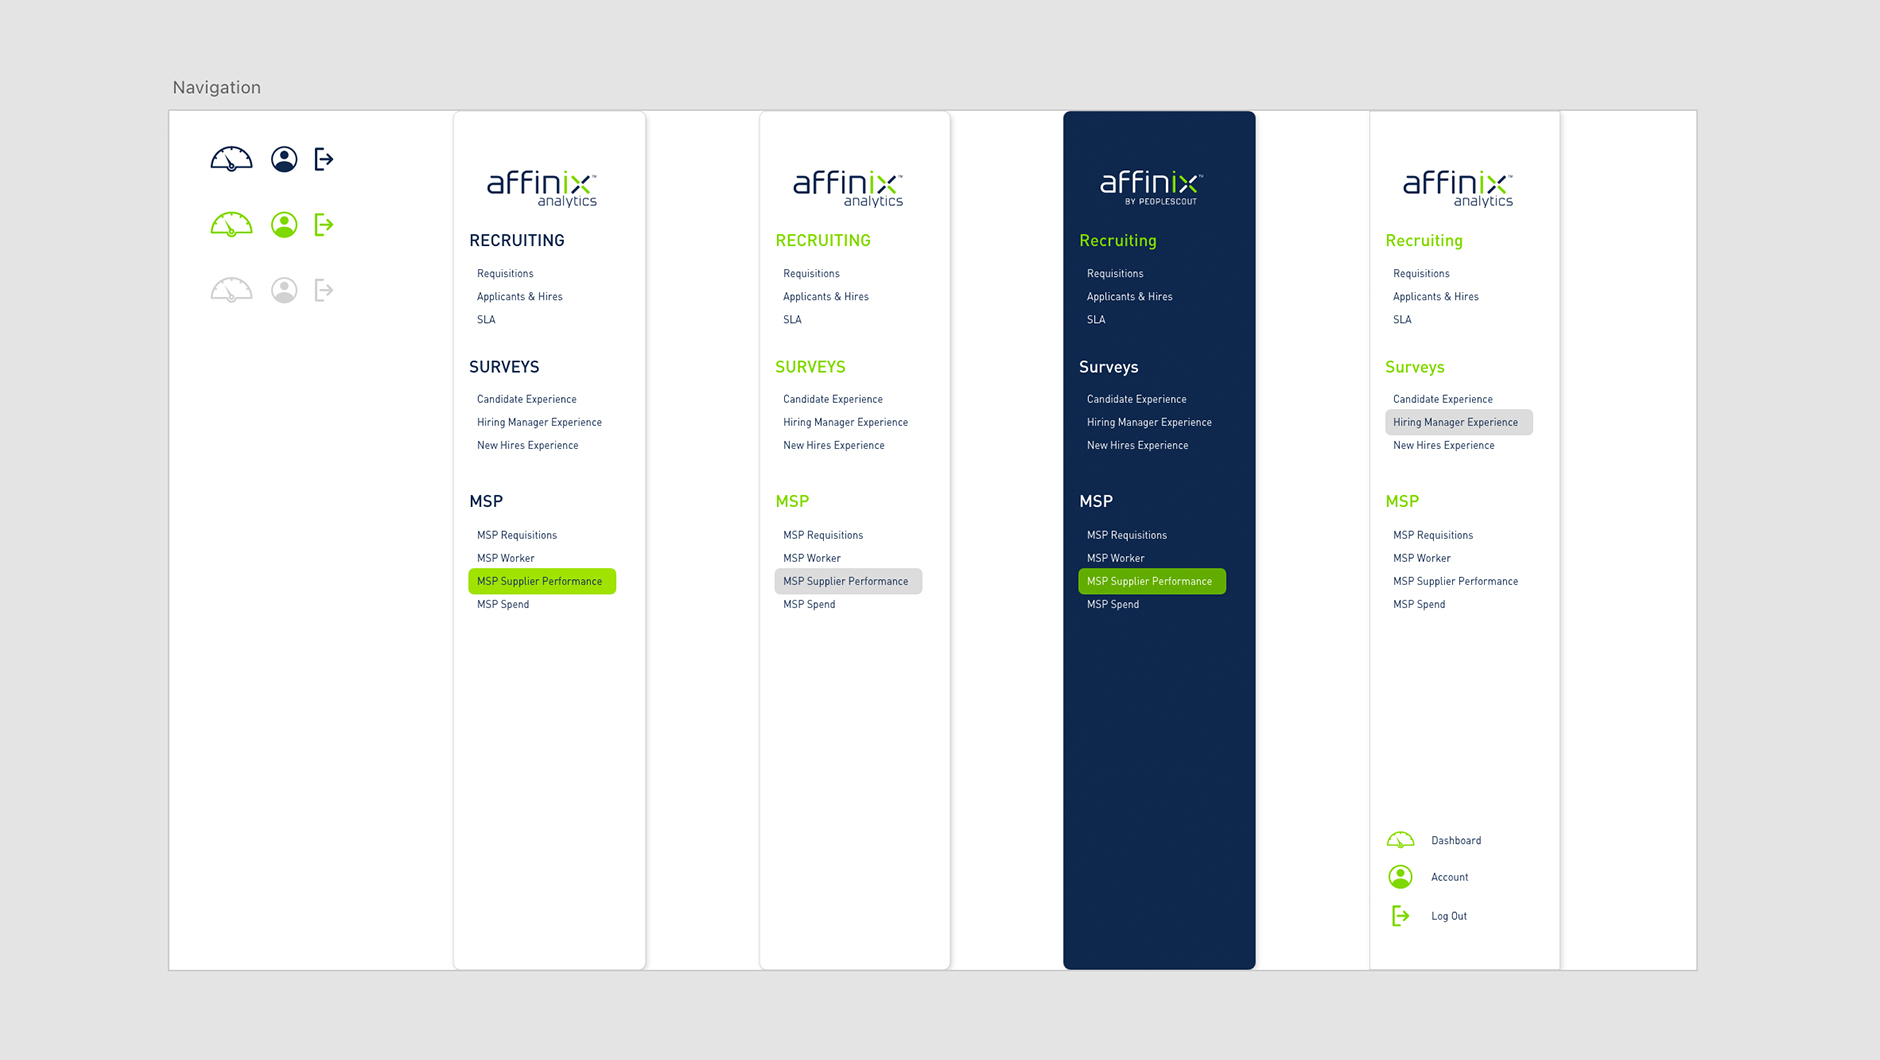 Navigation
affinix™
analytics
RECRUITING
Requisitions
Applicants & Hires
SLA
SURVEYS
Candidate Experience
Hiring Manager Experience
New Hires Experience
MSP
MSP Requisitions
MSP Worker
MSP Supplier Performance
MSP Spend
affinix™
analytics
RECRUITING
Requisitions
Applicants & Hires
SLA
SURVEYS
Candidate Experience
Hiring Manager Experience
New Hires Experience
MSP
MSP Requisitions
MSP Worker
MSP Supplier Performance
MSP Spend
affinix™
BY PEOPLESCOUT
Recruiting
Requisitions
Applicants & Hires
SLA
Surveys
Candidate Experience
Hiring Manager Experience
New Hires Experience
MSP
MSP Requisitions
MSP Worker
MSP Supplier Performance
MSP Spend
affinix™
analytics
Recruiting
Requisitions
Applicants & Hires
SLA
Surveys
Candidate Experience
Hiring Manager Experience
New Hires Experience
MSP
MSP Requisitions
MSP Worker
MSP Supplier Performance
MSP Spend
Dashboard
Account
Log Out